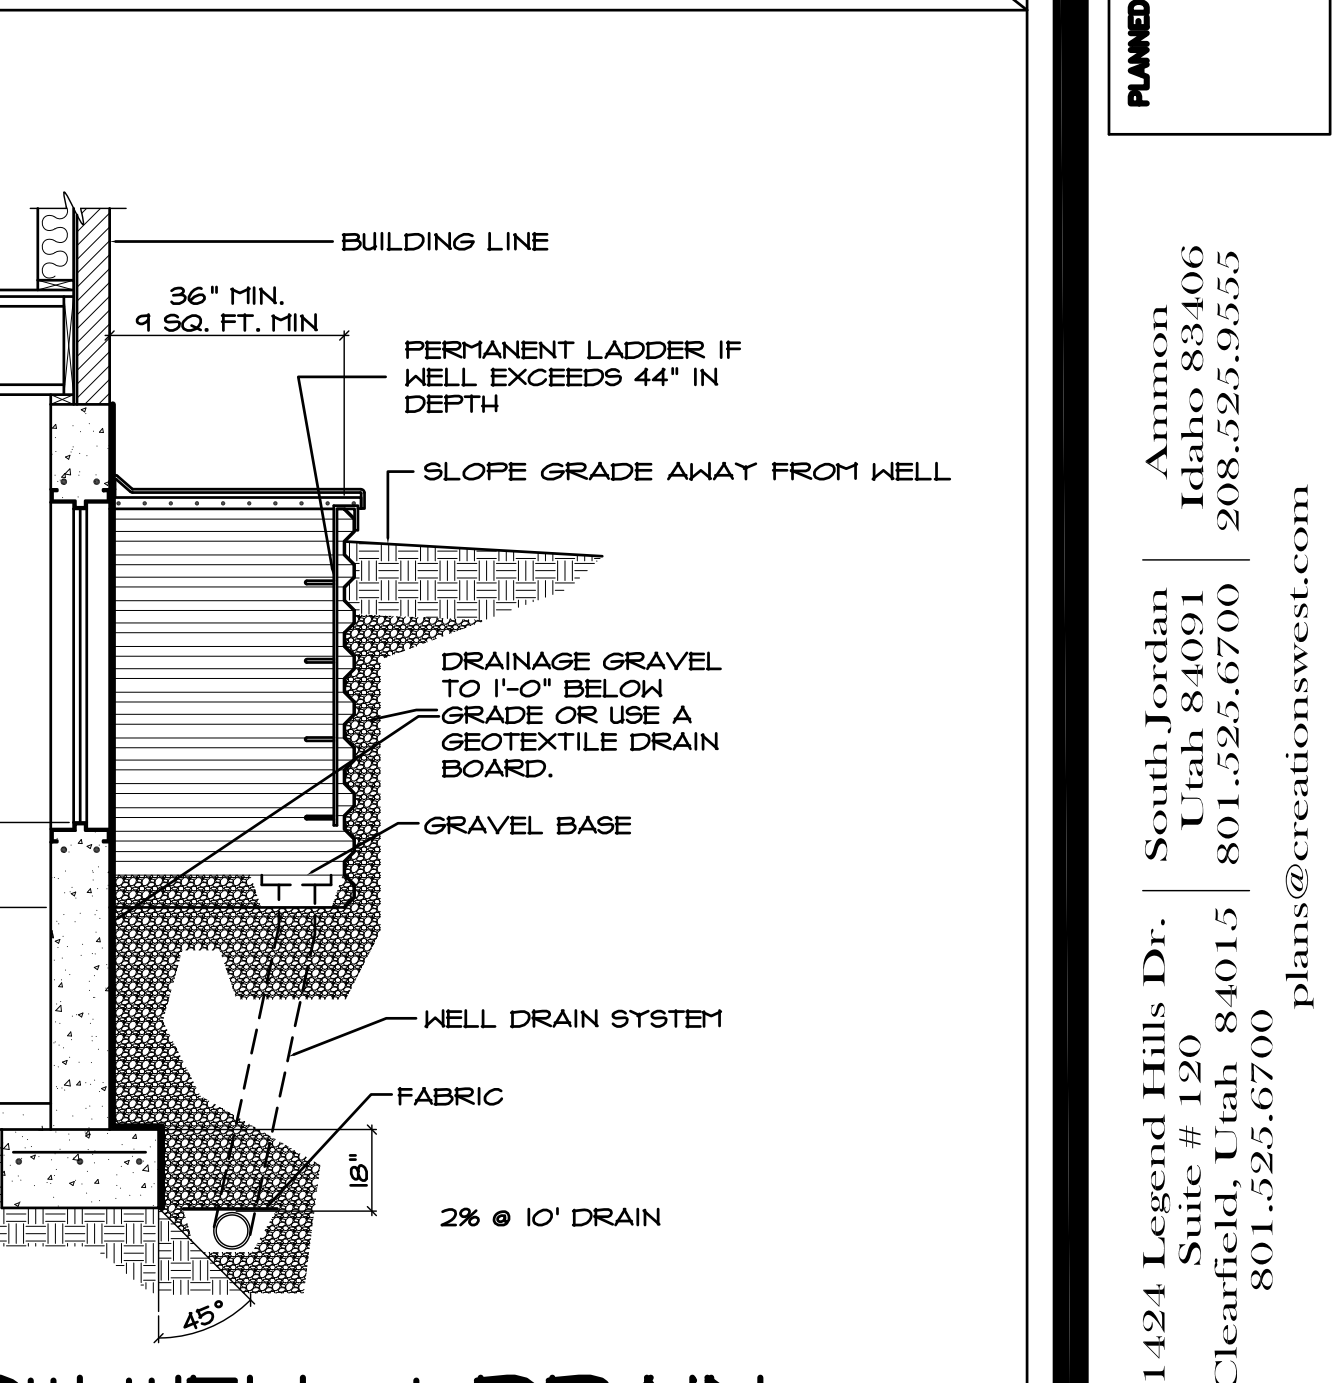 BUILDING LINE
36" MIN.
9 SQ. FT. MIN
PERMANENT LADDER IF
WELL EXCEEDS 44" IN
DEPTH
SLOPE GRADE AWAY FROM WELL
DRAINAGE GRAVEL
TO 1'-0" BELOW
GRADE OR USE A
GEOTEXTILE DRAIN
BOARD.
GRAVEL BASE
WELL DRAIN SYSTEM
FABRIC
18"
2% @ 10' DRAIN
45°
PLANNED
Ammon
Idaho 83406
208.525.9555
South Jordan
Utah 84091
801.525.6700
1424 Legend Hills Dr.
Suite # 120
Clearfield, Utah 84015
801.525.6700
plans@creationswest.com